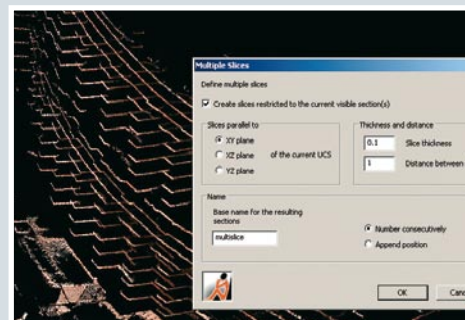 Multiple Slices
Define multiple slices
Create slices restricted to the current visible section(s)
Slices parallel to
XY plane
XZ plane of the current UCS
YZ plane
Thickness and distance
0.1 Slice thickness
1 Distance between
Name
Base name for the resulting
sections
multislice
Number consecutively
Append position
OK